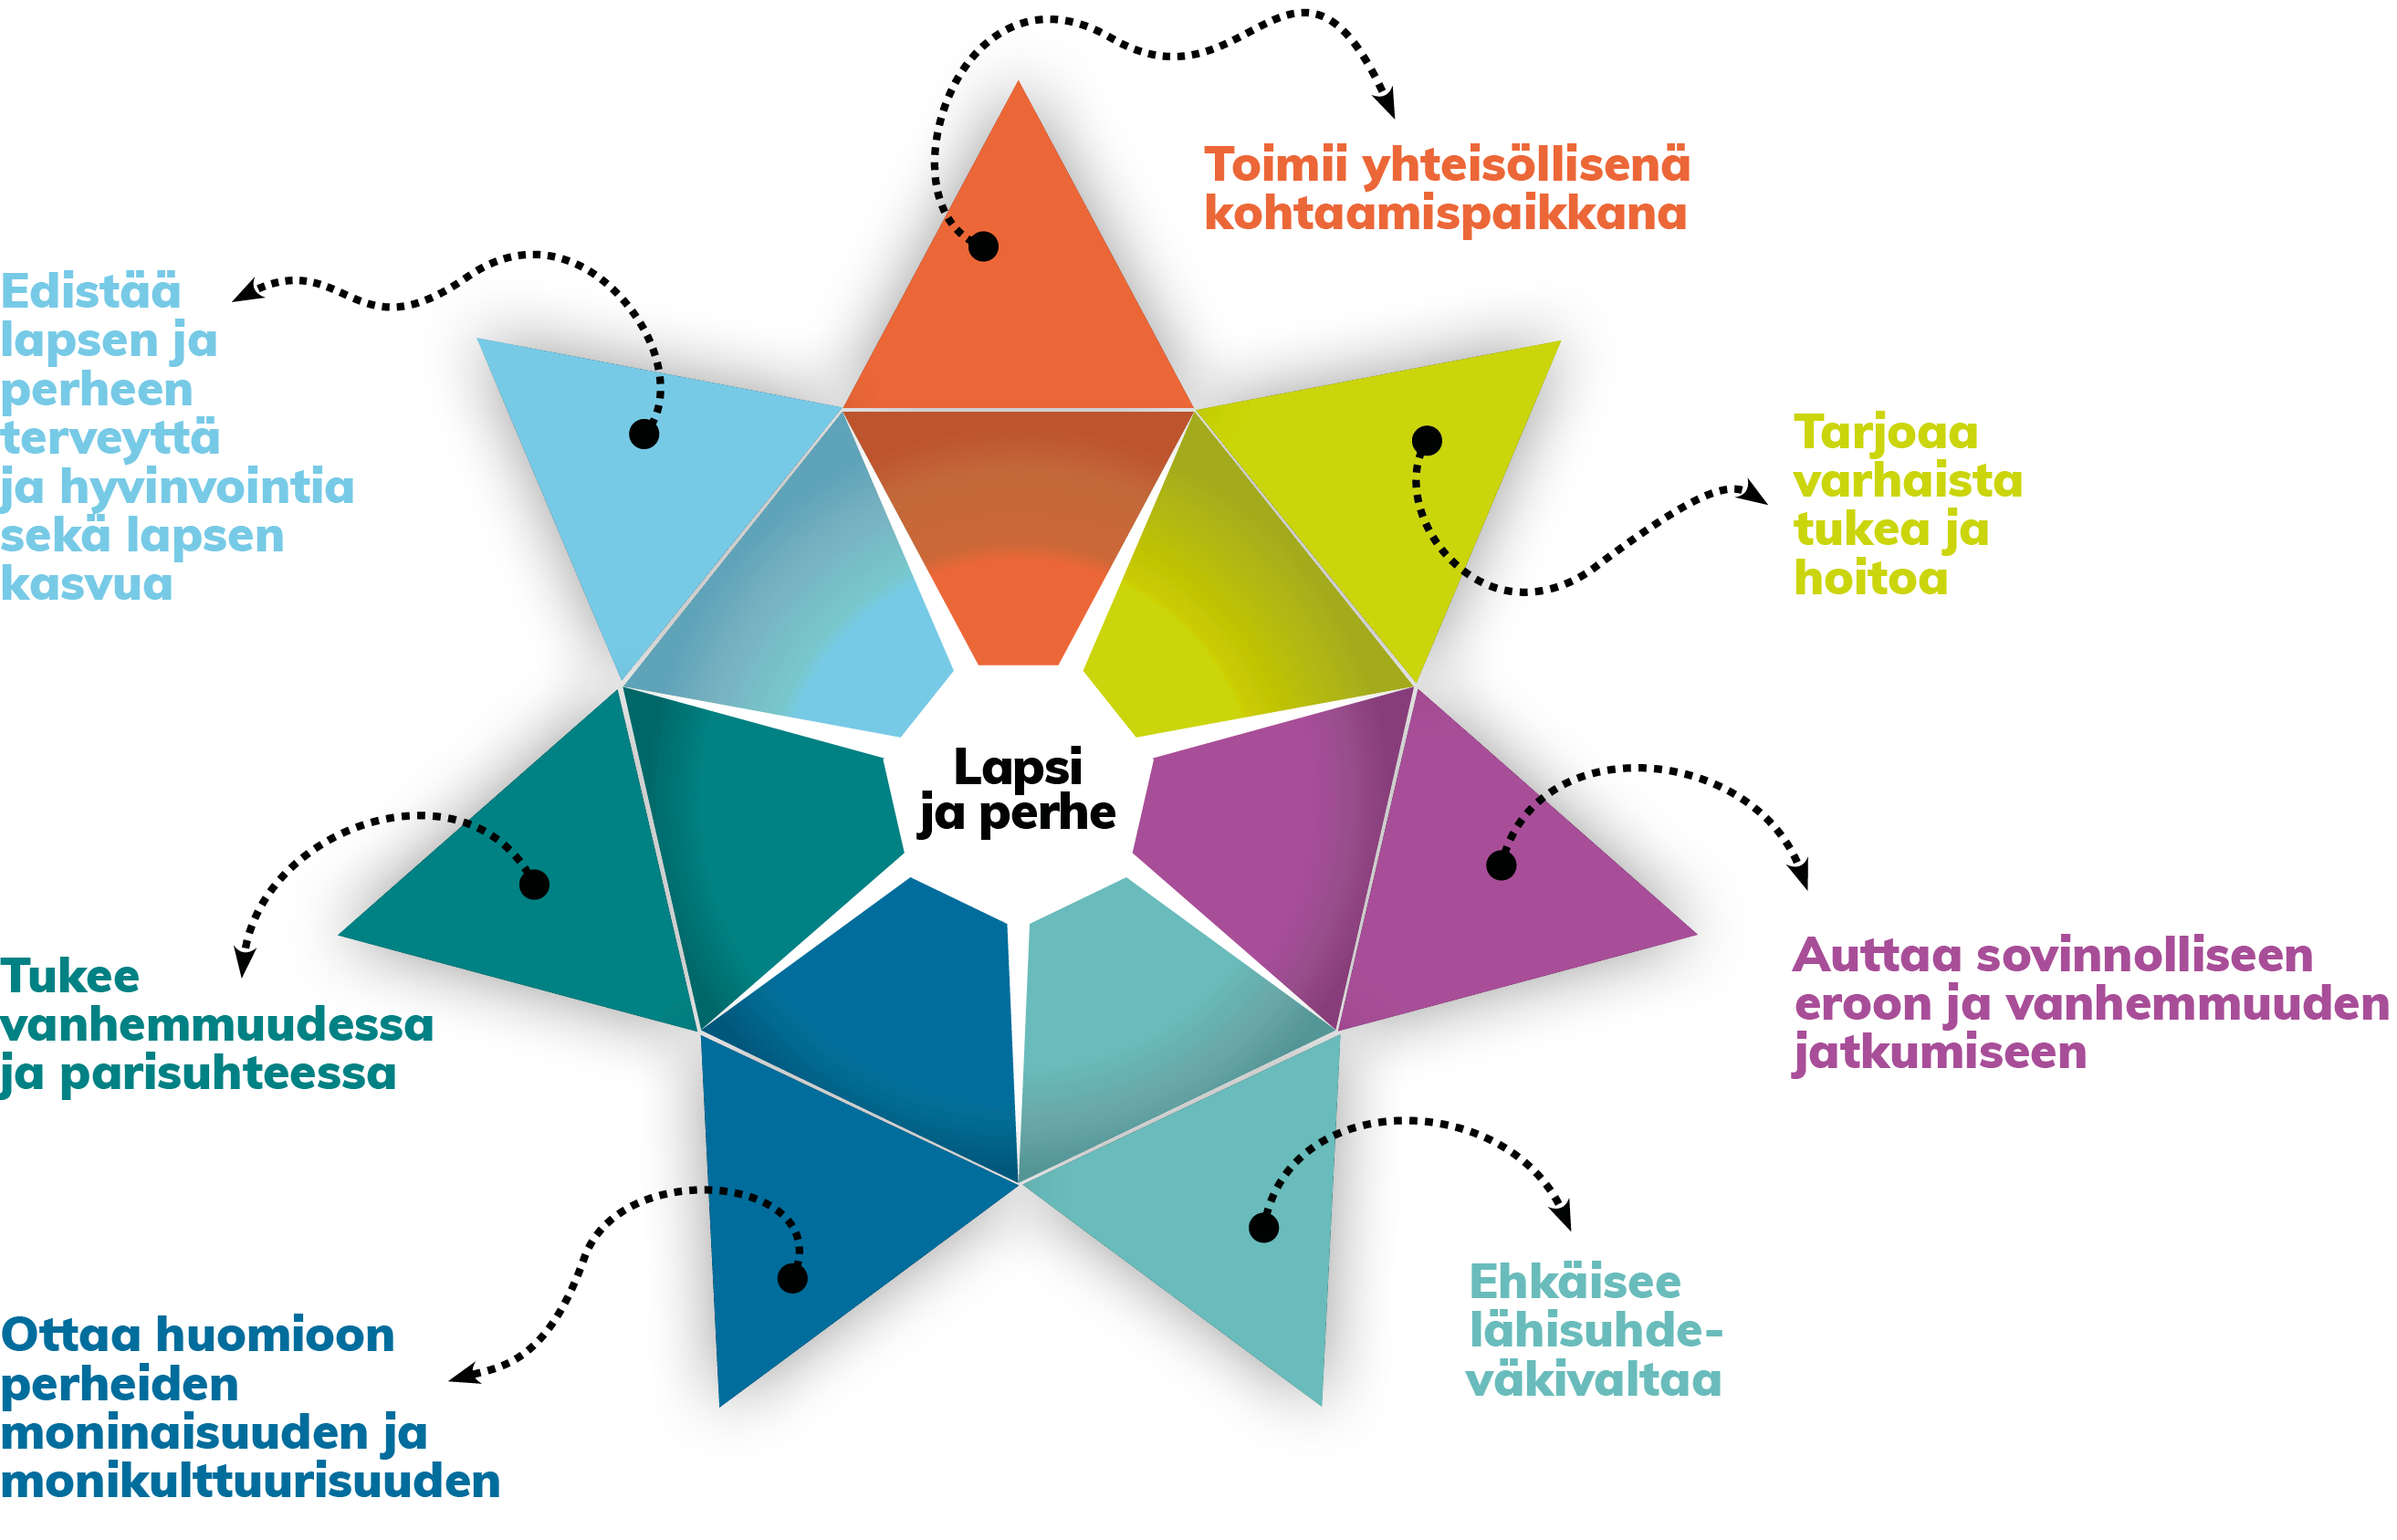 Toimii yhteisöllisenä
kohtaamispaikkana
Tarjoaa
varhaista
tukea ja
hoitoa
Auttaa sovinnolliseen
eroon ja vanhemmuuden
jatkumiseen
Ehkäisee
lähisuhde-
väkivaltaa
Ottaa huomioon
perheiden
moninaisuuden ja
monikulttuurisuuden
Tukee
vanhemmuudessa
ja parisuhteessa
Edistää
lapsen ja
perheen
terveyttä
ja hyvinvointia
sekä lapsen
kasvua
Lapsi
ja perhe